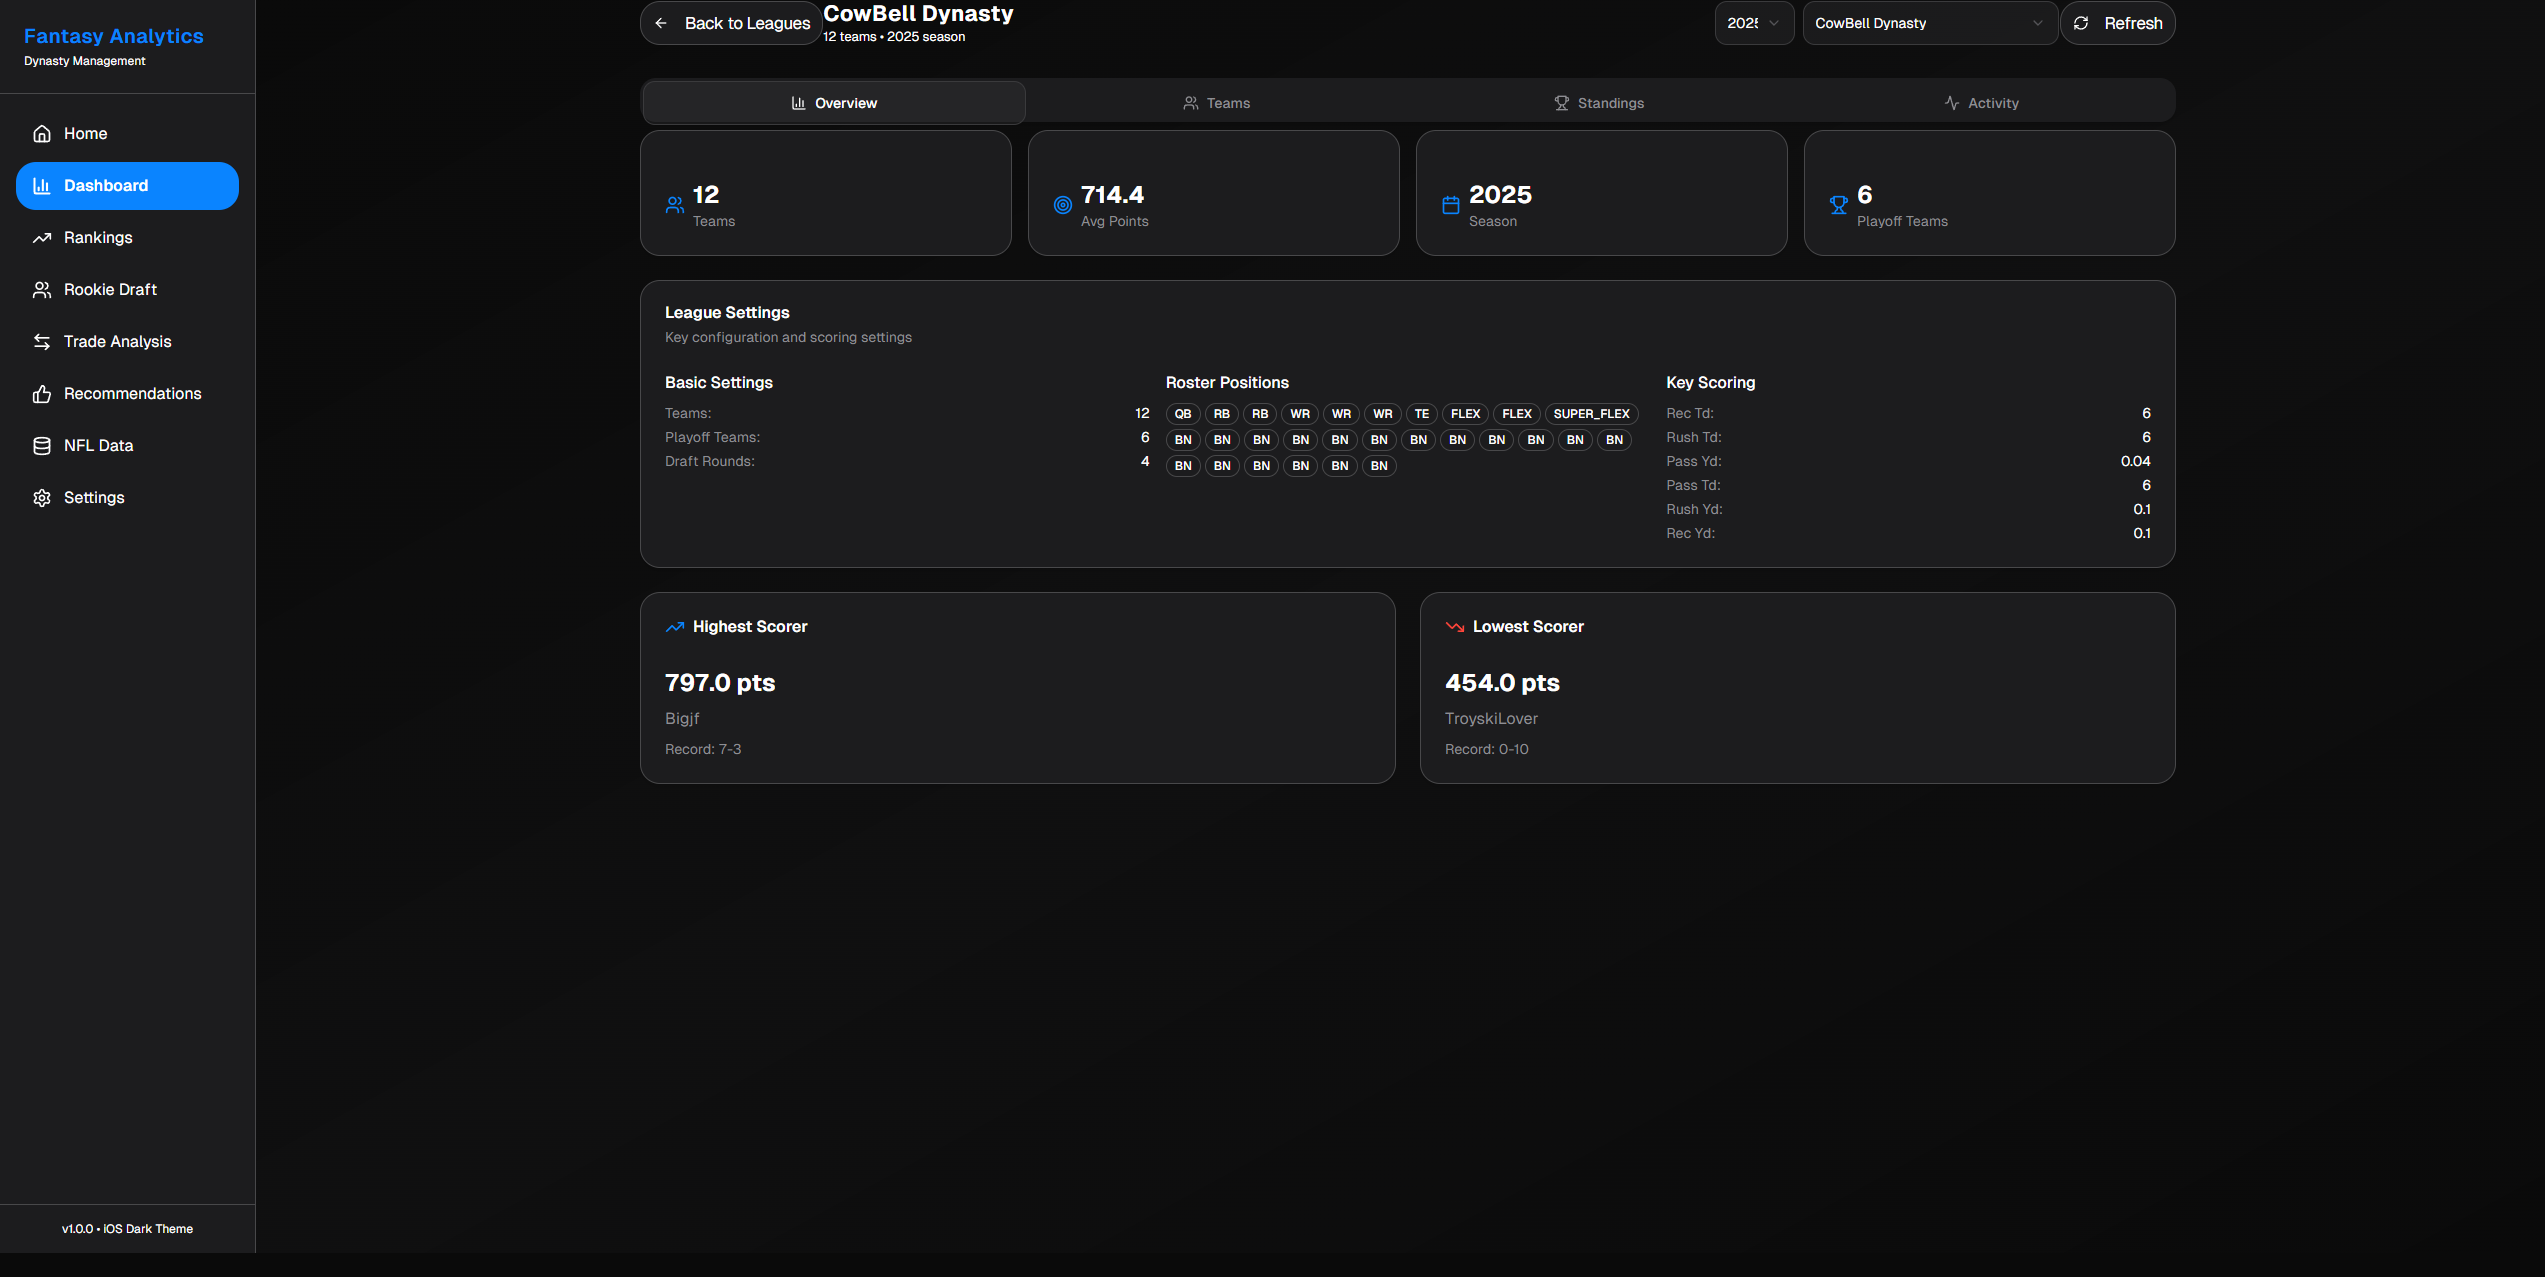 Fantasy Analytics
Dynasty Management
Home
Dashboard
Rankings
Rookie Draft
Trade Analysis
Recommendations
NFL Data
Settings
v1.0.0 • iOS Dark Theme
Back to Leagues
CowBell Dynasty
12 teams • 2025 season
2025
CowBell Dynasty
Refresh
Overview Teams Standings Activity
12
Teams
714.4
Avg Points
2025
Season
6
Playoff Teams
League Settings
Key configuration and scoring settings
Basic Settings
Teams: 12
Playoff Teams: 6
Draft Rounds: 4
Roster Positions
QB RB RB WR WR WR TE FLEX FLEX SUPER_FLEX
BN BN BN BN BN BN BN BN BN BN BN BN
BN BN BN BN BN BN
Key Scoring
Rec Td: 6
Rush Td: 6
Pass Yd: 0.04
Pass Td: 6
Rush Yd: 0.1
Rec Yd: 0.1
Highest Scorer
797.0 pts
Bigjf
Record: 7-3
Lowest Scorer
454.0 pts
TroyskiLover
Record: 0-10